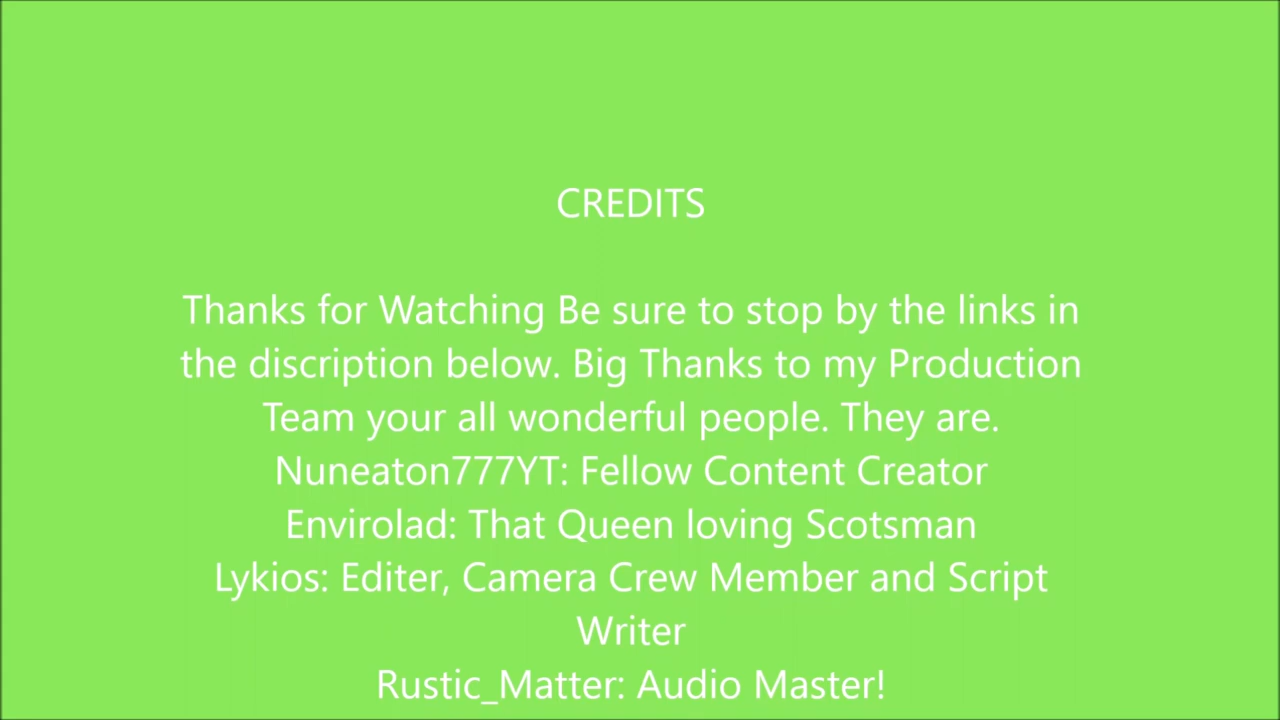 CREDITS
Thanks for Watching Be sure to stop by the links in
the discription below. Big Thanks to my Production
Team your all wonderful people. They are.
Nuneaton777YT: Fellow Content Creator
Envirolad: That Queen loving Scotsman
Lykios: Editer, Camera Crew Member and Script
Writer
Rustic_Matter: Audio Master!